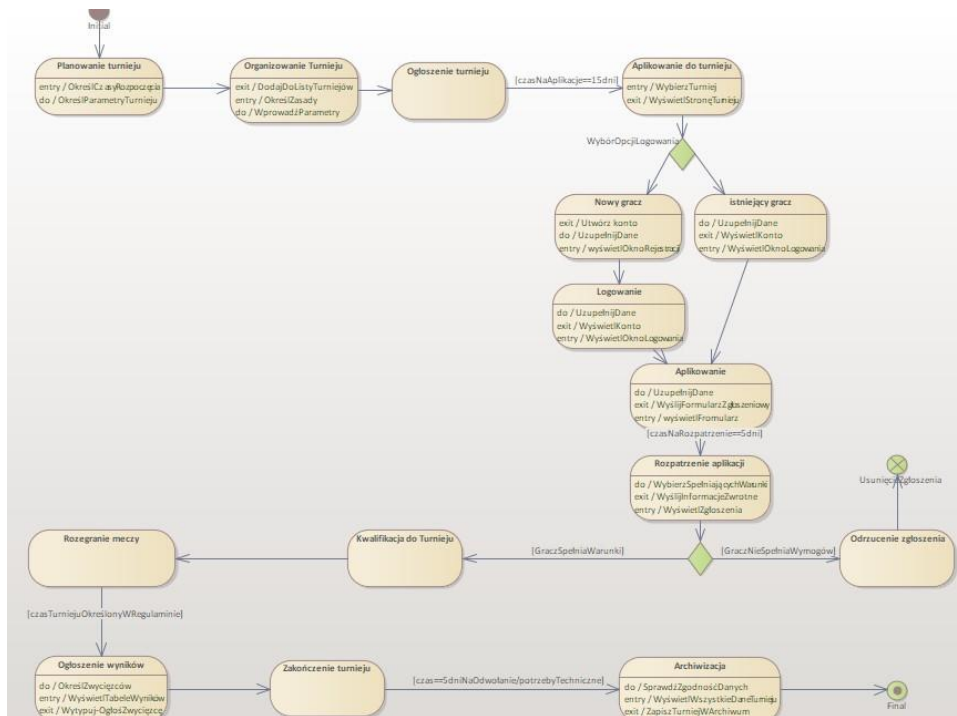 Initial
Planowanie turnieju
entry / OkreślCzasyRozpoczęcia
do / OkreślParametryTurnieju
Organizowanie Turnieju
exit / DodajDoListyTurniejów
entry / OkreślZasady
do / WprowadźParametry
Ogłoszenie turnieju
[czasNaAplikacje==15dni]
Aplikowanie do turnieju
entry / WybierzTurniej
exit / WyświetlStronęTurnieju
WybórOpcjiLogowania
Nowy gracz
exit / Utwórz konto
do / UzupełnijDane
entry / wyświetlOknoRejestracji
istniejący gracz
do / UzupełnijDane
exit / WyświetlKonto
entry / WyświetlOknoLogowania
Logowanie
do / UzupełnijDane
exit / WyświetlKonto
entry / WyświetlOknoLogowania
Aplikowanie
do / UzupełnijDane
exit / WyślijFormularzZgłoszeniowy
entry / wyświetlFromularz
[czasNaRozpatrzenie==5dni]
Rozpatrzenie aplikacji
do / WybierzSpełniającychWarunki
exit / WyślijInformacjeZwrotne
entry / WyświetlZgłoszenia
UsunięcieZgłoszenia
Odrzucenie zgłoszenia
[GraczNieSpełniaWymogów]
[GraczSpełniaWarunki]
Kwalifikacja do Turnieju
Rozegranie meczy
[czasTurniejuOkreślonyWRegulaminie]
Ogłoszenie wyników
do / OkreślZwycięzców
entry / WyświetlTabeleWyników
exit / Wytypuj-OgłośZwycięzcę
Zakończenie turnieju
[czas==5dniNaOdwołanie/potrzebyTechniczne]
Archiwizacja
do / SprawdźZgodnośćDanych
entry / WyświetlWszystkieDaneTurnieju
exit / ZapiszTurniejWArchiwum
Final